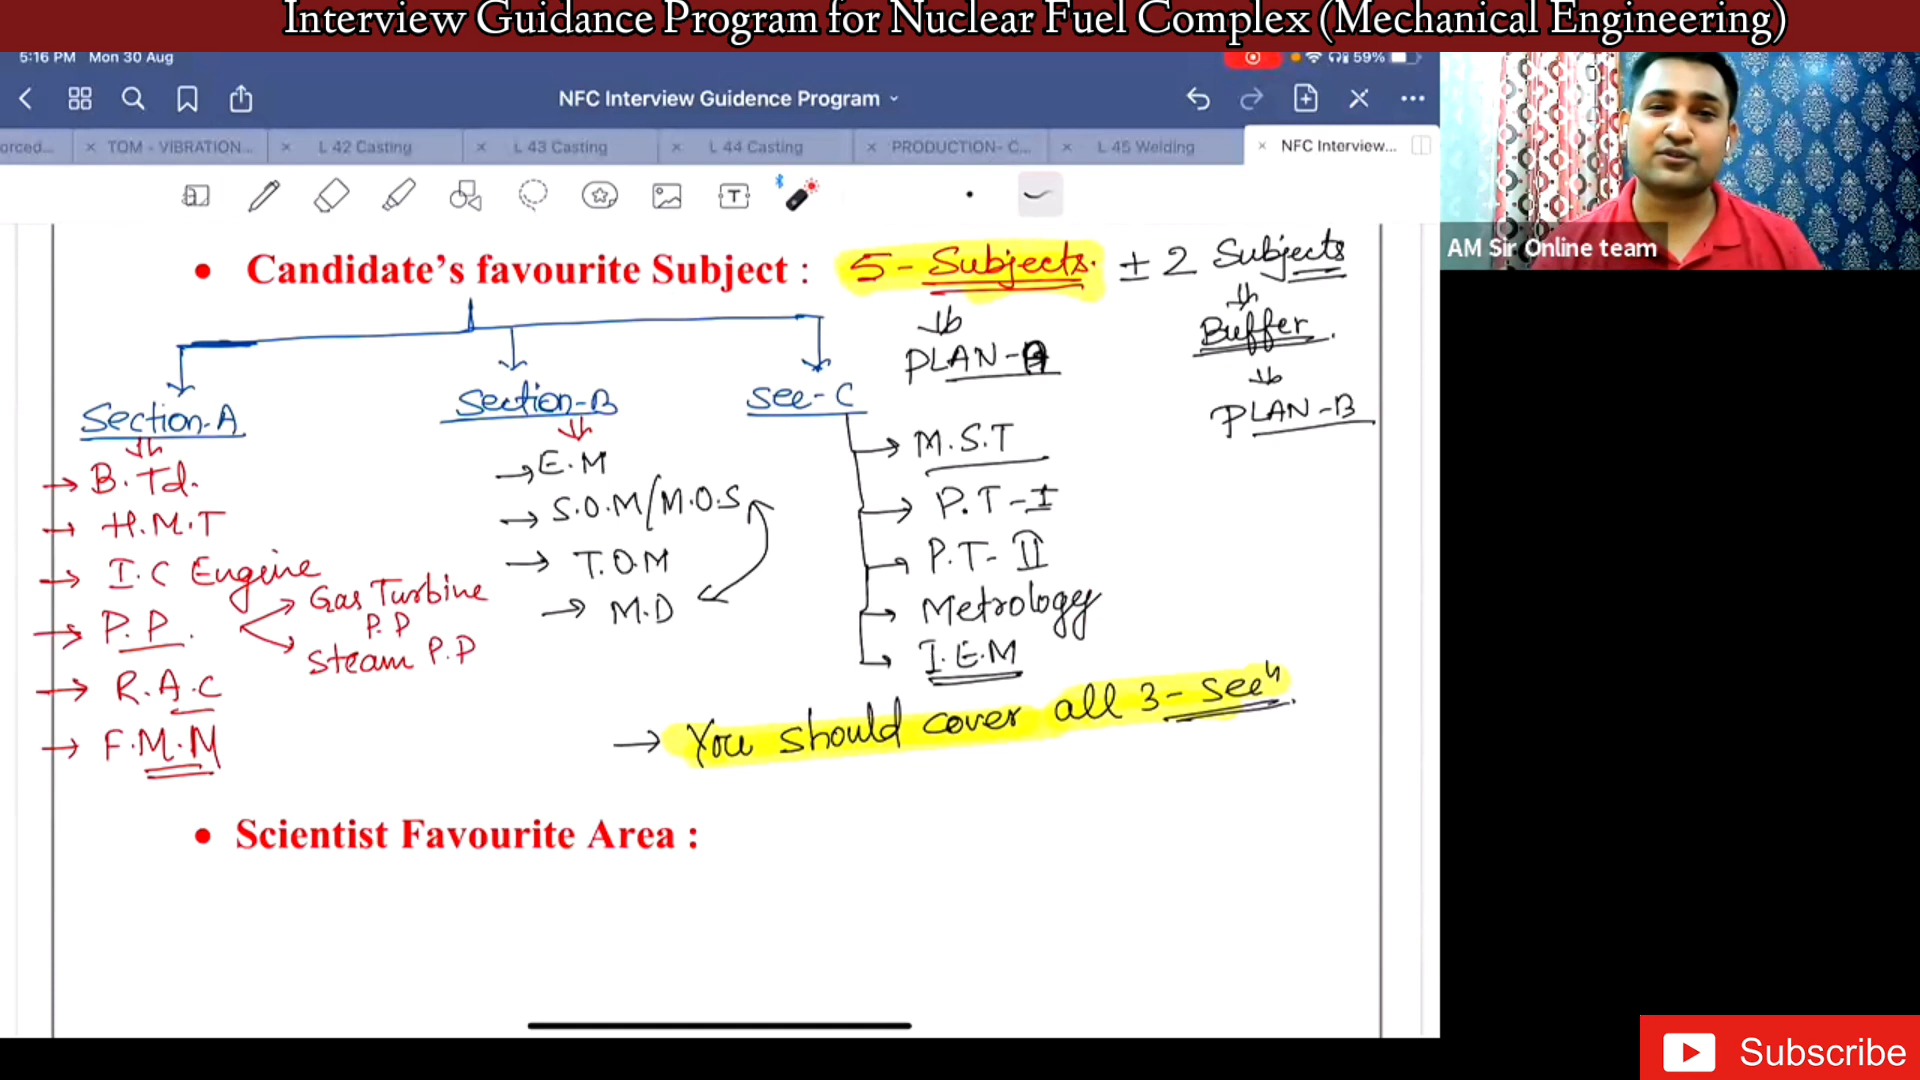 Interview Guidance Program for Nuclear Fuel Complex (Mechanical Engineering)
5:16 PM Mon 30 Aug
59%
NFC Interview Guidence Program
orced...
TOM - VIBRATION...
L 42 Casting
L 43 Casting
L 44 Casting
PRODUCTION- C...
L 45 Welding
NFC Interview...
AM Sir Online team
• Candidate's favourite Subject : 5 - Subjects. ± 2 Subjects
PLAN-A
Buffer.
PLAN-B
Section-A
→ B.Td.
→ H.M.T
→ I.C Engine
→ P.P.
Gas Turbine P.P
Steam P.P
→ R.A.C
→ F.M.M
Section-B
→ E.M
→ S.O.M/M.O.S
→ T.O.M
→ M.D
See-C
→ M.S.T
→ P.T-I
→ P.T-II
→ Metrology
→ I.E.M
→ You should cover all 3-Secⁿ.
• Scientist Favourite Area :
Subscribe